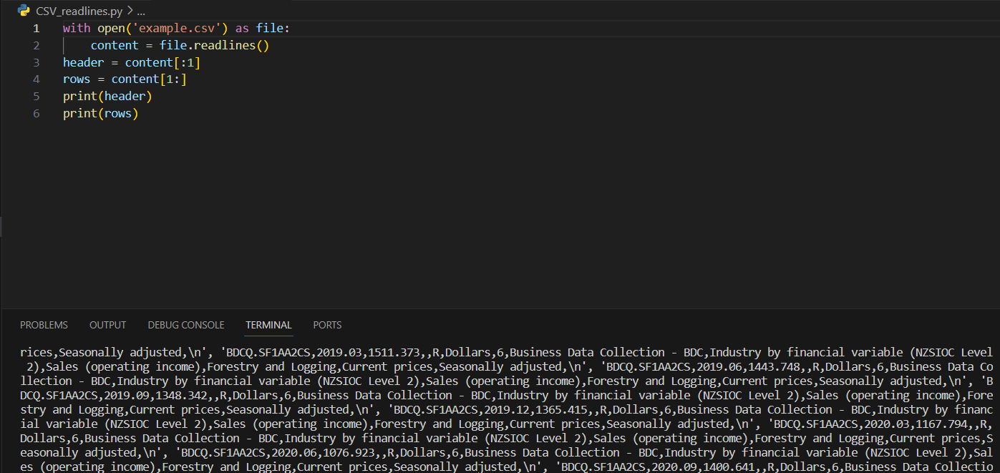 CSV_readlines.py > ...
1 with open('example.csv') as file:
2     content = file.readlines()
3 header = content[:1]
4 rows = content[1:]
5 print(header)
6 print(rows)
PROBLEMS OUTPUT DEBUG CONSOLE TERMINAL PORTS
rices,Seasonally adjusted,\n', 'BDCQ.SF1AA2CS,2019.03,1511.373,,R,Dollars,6,Business Data Collection - BDC,Industry by financial variable (NZSIOC Level
 2),Sales (operating income),Forestry and Logging,Current prices,Seasonally adjusted,\n', 'BDCQ.SF1AA2CS,2019.06,1443.748,,R,Dollars,6,Business Data Co
llection - BDC,Industry by financial variable (NZSIOC Level 2),Sales (operating income),Forestry and Logging,Current prices,Seasonally adjusted,\n', 'B
DCQ.SF1AA2CS,2019.09,1348.342,,R,Dollars,6,Business Data Collection - BDC,Industry by financial variable (NZSIOC Level 2),Sales (operating income),Fore
stry and Logging,Current prices,Seasonally adjusted,\n', 'BDCQ.SF1AA2CS,2019.12,1365.415,,R,Dollars,6,Business Data Collection - BDC,Industry by financ
ial variable (NZSIOC Level 2),Sales (operating income),Forestry and Logging,Current prices,Seasonally adjusted,\n', 'BDCQ.SF1AA2CS,2020.03,1167.794,,R,
Dollars,6,Business Data Collection - BDC,Industry by financial variable (NZSIOC Level 2),Sales (operating income),Forestry and Logging,Current prices,S
easonally adjusted,\n', 'BDCQ.SF1AA2CS,2020.06,1076.923,,R,Dollars,6,Business Data Collection - BDC,Industry by financial variable (NZSIOC Level 2),Sal
es (operating income),Forestry and Logging,Current prices,Seasonally adjusted,\n', 'BDCQ.SF1AA2CS,2020.09,1400.641,,R,Dollars,6,Business Data Collectio